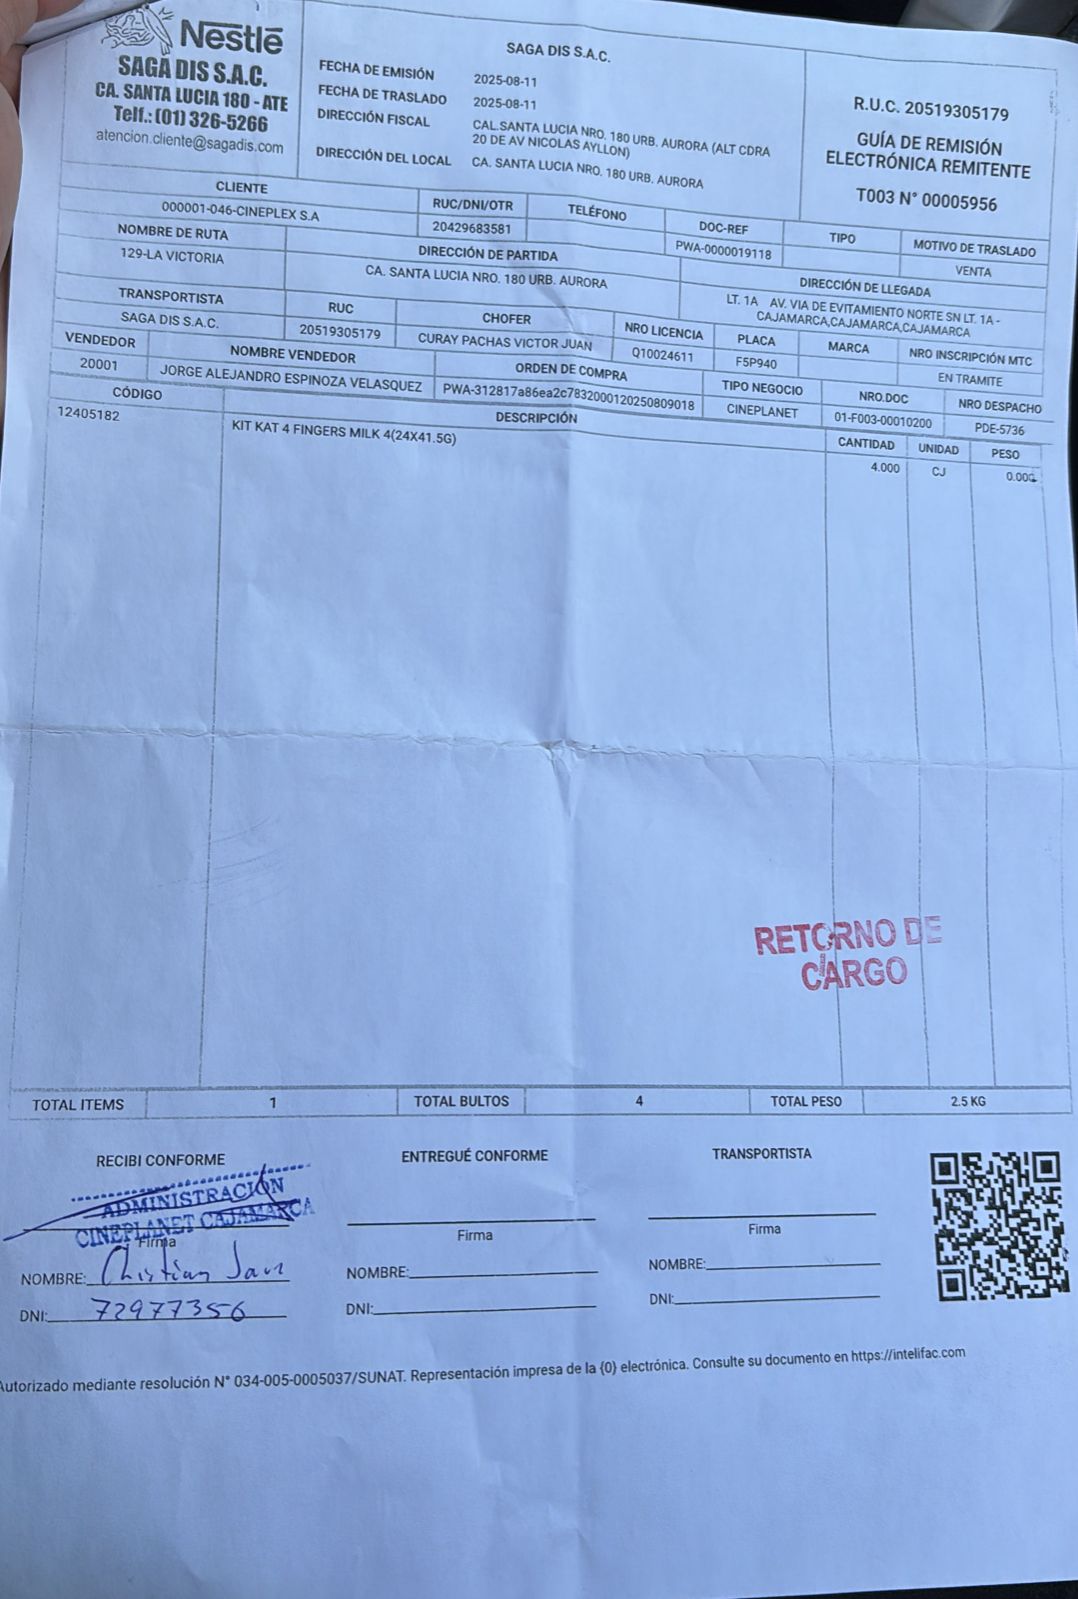 Nestlé
SAGA DIS S.A.C.
CA. SANTA LUCIA 180 - ATE
Telf.: (01) 326-5266
atencion.cliente@sagadis.com
SAGA DIS S.A.C.
FECHA DE EMISIÓN 2025-08-11
FECHA DE TRASLADO 2025-08-11
DIRECCIÓN FISCAL CAL.SANTA LUCIA NRO. 180 URB. AURORA (ALT CDRA
20 DE AV NICOLAS AYLLON)
DIRECCIÓN DEL LOCAL CA. SANTA LUCIA NRO. 180 URB. AURORA
R.U.C. 20519305179
GUÍA DE REMISIÓN
ELECTRÓNICA REMITENTE
T003 N° 00005956
CLIENTE RUC/DNI/OTR TELÉFONO DOC-REF TIPO MOTIVO DE TRASLADO
000001-046-CINEPLEX S.A 20429683581 PWA-0000019118 VENTA
NOMBRE DE RUTA DIRECCIÓN DE PARTIDA DIRECCIÓN DE LLEGADA
129-LA VICTORIA CA. SANTA LUCIA NRO. 180 URB. AURORA LT. 1A AV. VIA DE EVITAMIENTO NORTE SN LT. 1A -
CAJAMARCA,CAJAMARCA,CAJAMARCA
TRANSPORTISTA RUC CHOFER NRO LICENCIA PLACA MARCA NRO INSCRIPCIÓN MTC
SAGA DIS S.A.C. 20519305179 CURAY PACHAS VICTOR JUAN Q10024611 F5P940 EN TRAMITE
VENDEDOR NOMBRE VENDEDOR ORDEN DE COMPRA TIPO NEGOCIO NRO.DOC NRO DESPACHO
20001 JORGE ALEJANDRO ESPINOZA VELASQUEZ PWA-312817a86ea2c7832000120250809018 CINEPLANET 01-F003-00010200 PDE-5736
CÓDIGO DESCRIPCIÓN CANTIDAD UNIDAD PESO
12405182 KIT KAT 4 FINGERS MILK 4(24X41.5G) 4.000 CJ 0.000
RETORNO DE
CARGO
TOTAL ITEMS 1 TOTAL BULTOS 4 TOTAL PESO 2.5 KG
RECIBI CONFORME ENTREGUÉ CONFORME TRANSPORTISTA
ADMINISTRACIÓN
CINEPLANET CAJAMARCA
Firma Firma Firma
NOMBRE: Christian NOMBRE: NOMBRE:
DNI: 72977356 DNI: DNI:
Autorizado mediante resolución N° 034-005-0005037/SUNAT. Representación impresa de la {0} electrónica. Consulte su documento en https://intelifac.com